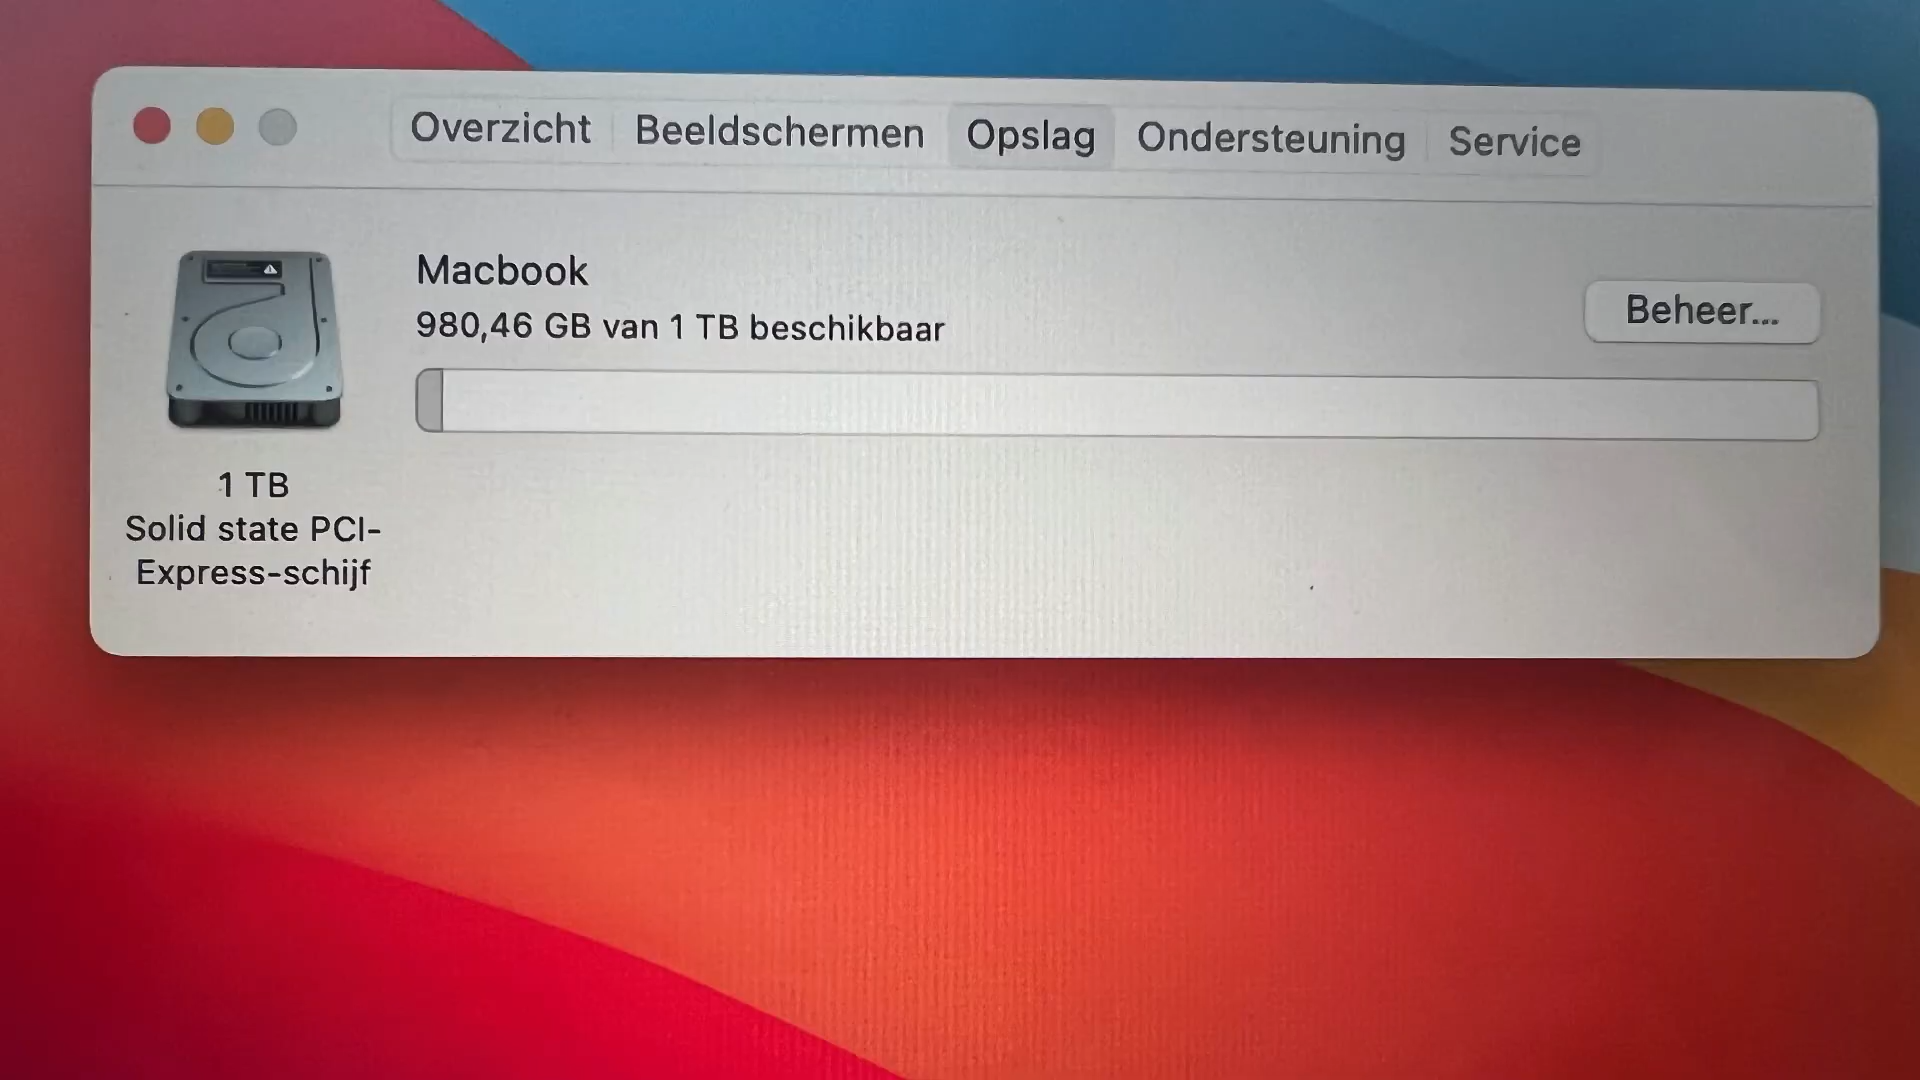 Overzicht Beeldschermen Opslag Ondersteuning Service
Macbook
980,46 GB van 1 TB beschikbaar
Beheer...
1 TB
Solid state PCI-
Express-schijf